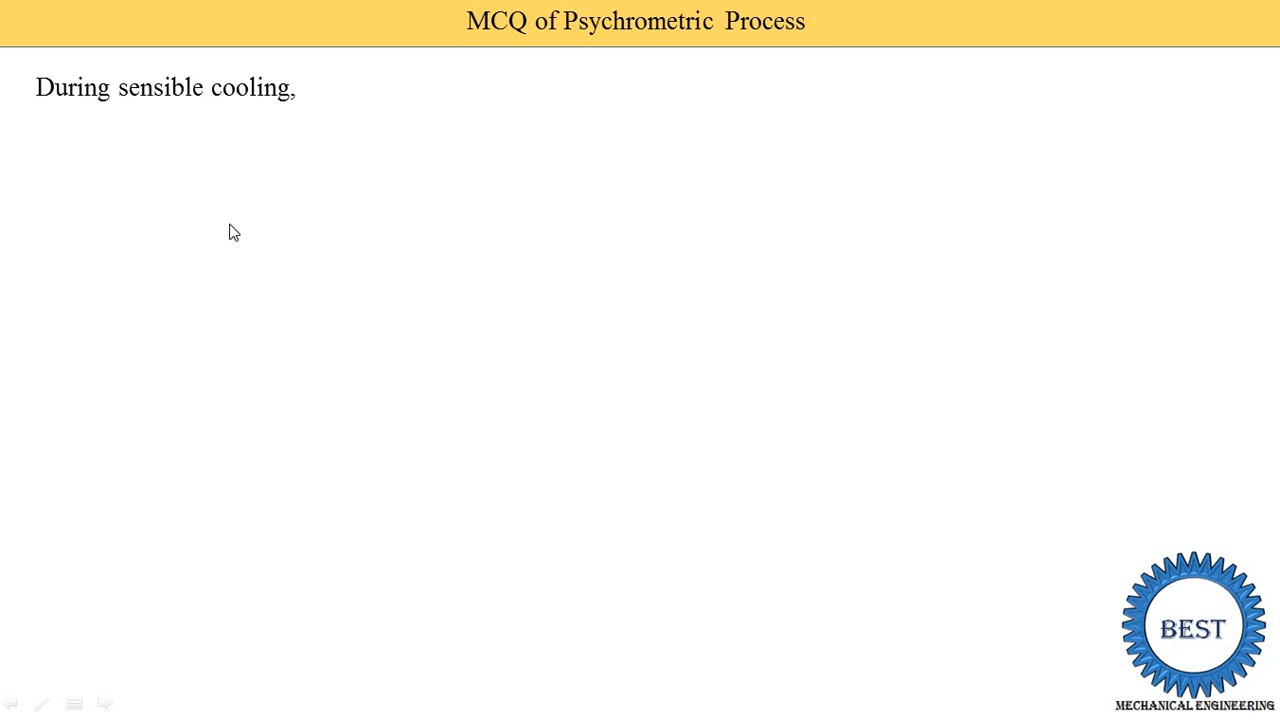 MCQ of Psychrometric Process
During sensible cooling,
BEST
MECHANICAL ENGINEERING